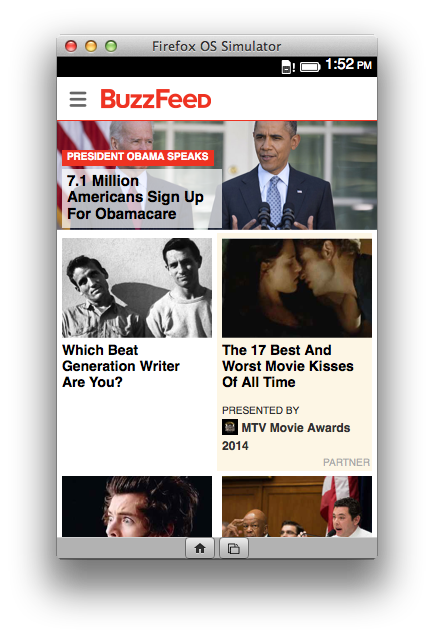 Firefox OS Simulator
1:52 PM
BuzzFeed
PRESIDENT OBAMA SPEAKS
7.1 Million
Americans Sign Up
For Obamacare
Which Beat
Generation Writer
Are You?
The 17 Best And
Worst Movie Kisses
Of All Time
PRESENTED BY
MTV Movie Awards
2014
PARTNER